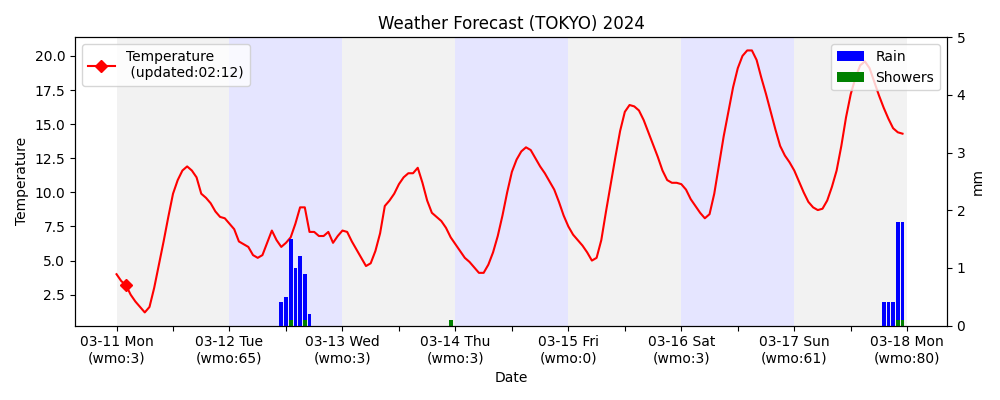 Weather Forecast (TOKYO) 2024
Temperature
(updated:02:12)
Rain
Showers
20.0
17.5
15.0
12.5
10.0
7.5
5.0
2.5
Temperature
5
4
3
2
1
0
mm
03-11 Mon
(wmo:3)
03-12 Tue
(wmo:65)
03-13 Wed
(wmo:3)
03-14 Thu
(wmo:3)
03-15 Fri
(wmo:0)
03-16 Sat
(wmo:3)
03-17 Sun
(wmo:61)
03-18 Mon
(wmo:80)
Date